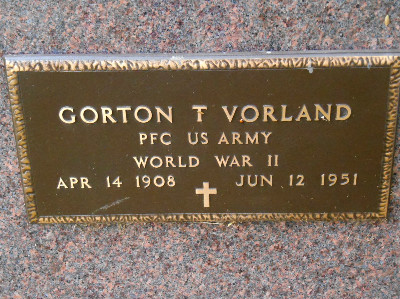 GORTON T VORLAND
PFC US ARMY
WORLD WAR II
APR 14 1908 JUN 12 1951